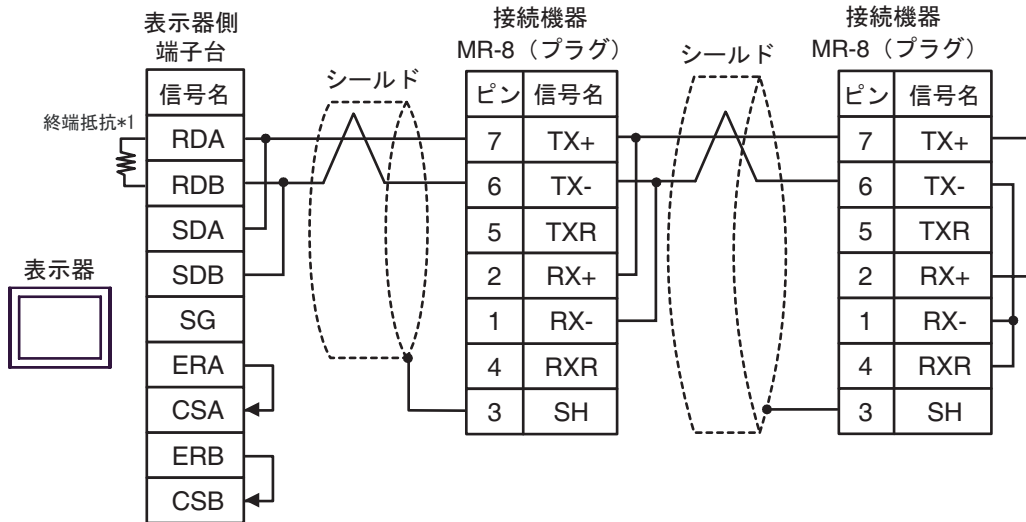 表示器側
端子台
信号名
終端抵抗*1
RDA
RDB
SDA
SDB
SG
ERA
CSA
ERB
CSB
表示器
シールド
接続機器
MR-8（プラグ）
ピン 信号名
7 TX+
6 TX-
5 TXR
2 RX+
1 RX-
4 RXR
3 SH
シールド
接続機器
MR-8（プラグ）
ピン 信号名
7 TX+
6 TX-
5 TXR
2 RX+
1 RX-
4 RXR
3 SH